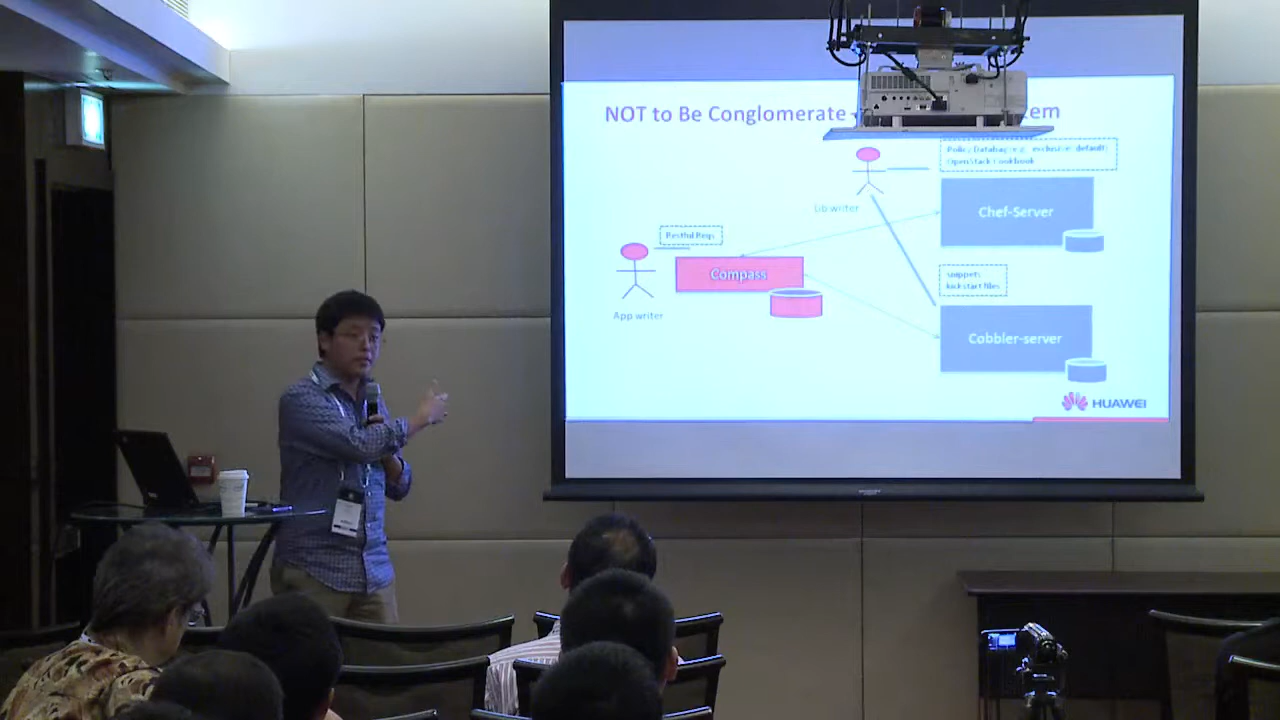 NOT to Be Conglomerate
Policy Database e.g. exclusive default
OpenStack Cookbook
Lib writer
Chef-Server
Restful Reqs
Compass
snippets
kickstart files
App writer
Cobbler-server
HUAWEI